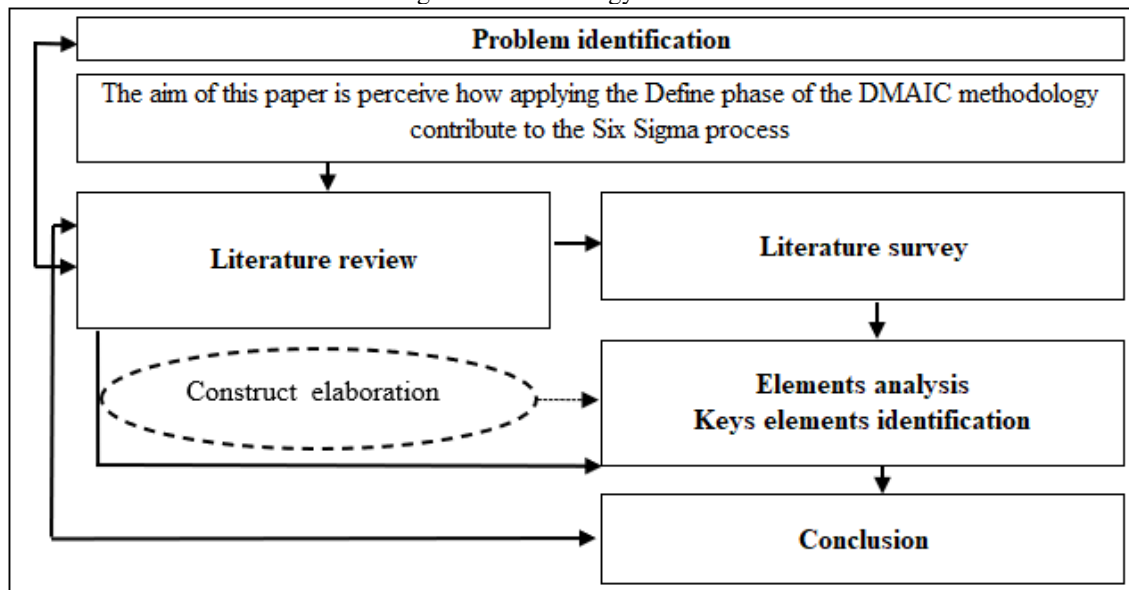 Problem identification
The aim of this paper is perceive how applying the Define phase of the DMAIC methodology
contribute to the Six Sigma process
Literature review
Literature survey
Construct elaboration
Elements analysis
Keys elements identification
Conclusion